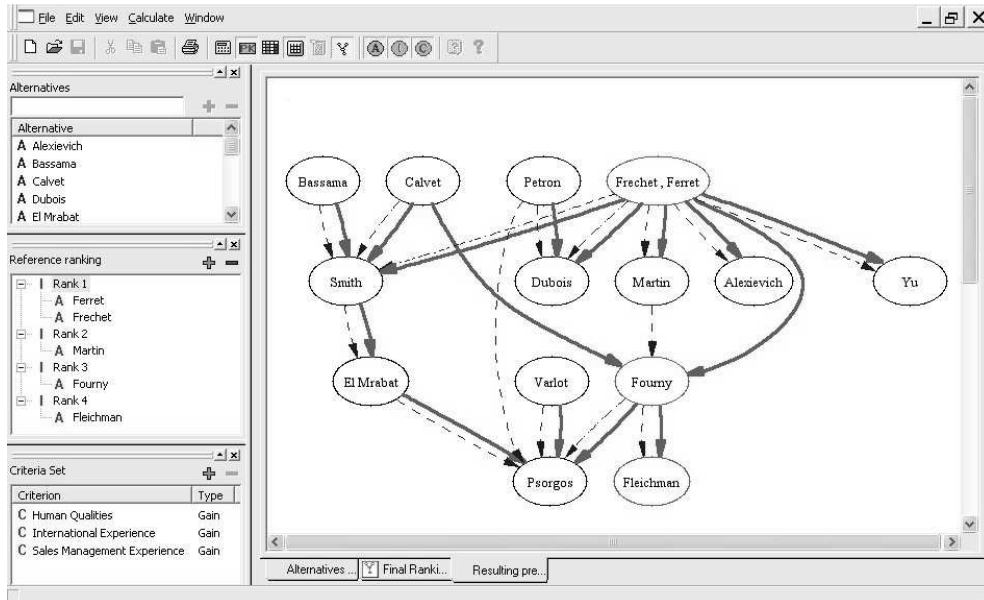 File Edit View Calculate Window
PK A I C ?
Alternatives
Alternative
A Alexievich
A Bassama
A Calvet
A Dubois
A El Mrabat
Reference ranking
I Rank 1
A Ferret
A Frechet
I Rank 2
A Martin
I Rank 3
A Fourny
I Rank 4
A Fleichman
Criteria Set
Criterion Type
C Human Qualities Gain
C International Experience Gain
C Sales Management Experience Gain
Bassama Calvet Petron Frechet , Ferret
Smith Dubois Martin Alexievich Yu
El Mrabat Varlot Fourny
Psorgos Fleichman
Alternatives ... Final Ranki... Resulting pre...